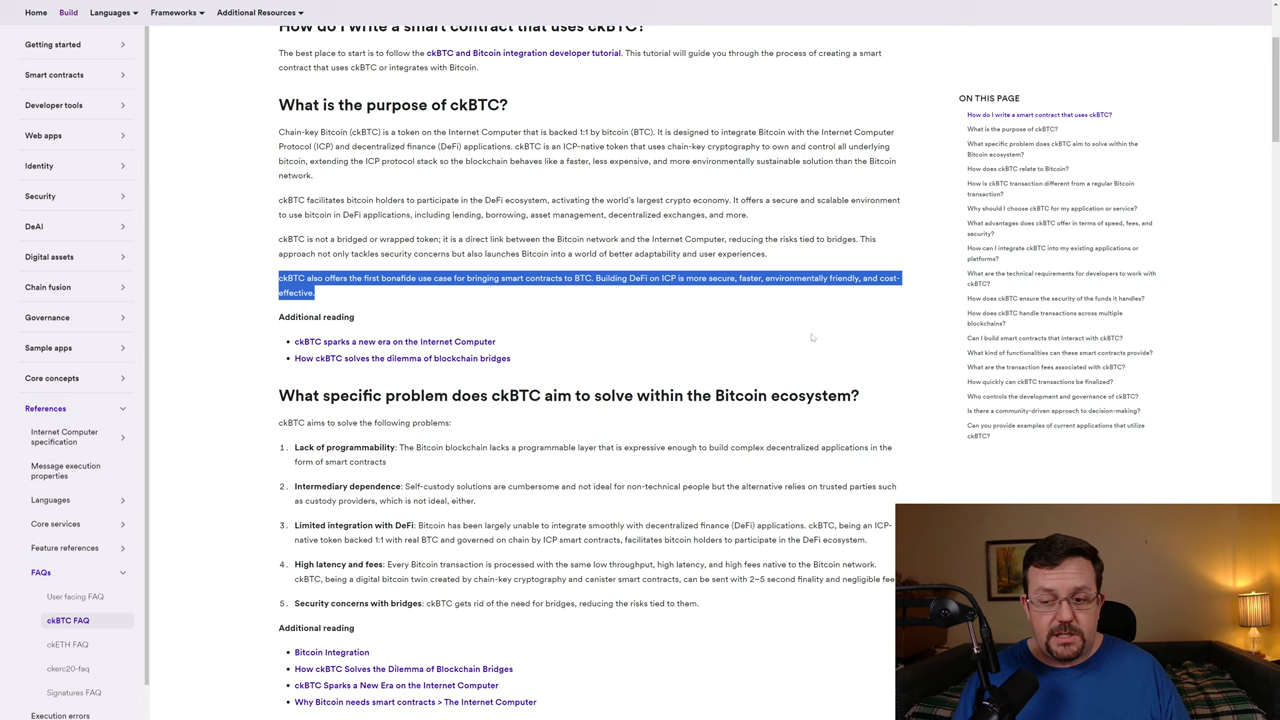 Home Build Languages Frameworks Additional Resources
Getting started
Smart contracts
Developer tools
Web apps
Identity
Security
DeAI
Digital assets
Chain fusion
Governance
Sample apps
Core concepts
References
Internet Computer
specification
Message execution
properties
Languages
Core services
Feature references
FAQs
User facing FAQ
ckBTC FAQ
ckETH FAQ
ckerc20-faq
Signatures FAQ
Execution errors
How do I write a smart contract that uses ckBTC?
The best place to start is to follow the ckBTC and Bitcoin integration developer tutorial. This tutorial will guide you through the process of creating a smart
contract that uses ckBTC or integrates with Bitcoin.
What is the purpose of ckBTC?
Chain-key Bitcoin (ckBTC) is a token on the Internet Computer that is backed 1:1 by bitcoin (BTC). It is designed to integrate Bitcoin with the Internet Computer
Protocol (ICP) and decentralized finance (DeFi) applications. ckBTC is an ICP-native token that uses chain-key cryptography to own and control all underlying
bitcoin, extending the ICP protocol stack so the blockchain behaves like a faster, less expensive, and more environmentally sustainable solution than the Bitcoin
network.
ckBTC facilitates bitcoin holders to participate in the DeFi ecosystem, activating the world's largest crypto economy. It offers a secure and scalable environment
to use bitcoin in DeFi applications, including lending, borrowing, asset management, decentralized exchanges, and more.
ckBTC is not a bridged or wrapped token; it is a direct link between the Bitcoin network and the Internet Computer, reducing the risks tied to bridges. This
approach not only tackles security concerns but also launches Bitcoin into a world of better adaptability and user experiences.
ckBTC also offers the first bonafide use case for bringing smart contracts to BTC. Building DeFi on ICP is more secure, faster, environmentally friendly, and cost-
effective.
Additional reading
• ckBTC sparks a new era on the Internet Computer
• How ckBTC solves the dilemma of blockchain bridges
What specific problem does ckBTC aim to solve within the Bitcoin ecosystem?
ckBTC aims to solve the following problems:
1. Lack of programmability: The Bitcoin blockchain lacks a programmable layer that is expressive enough to build complex decentralized applications in the
form of smart contracts
2. Intermediary dependence: Self-custody solutions are cumbersome and not ideal for non-technical people but the alternative relies on trusted parties such
as custody providers, which is not ideal, either.
3. Limited integration with DeFi: Bitcoin has been largely unable to integrate smoothly with decentralized finance (DeFi) applications. ckBTC, being an ICP-
native token backed 1:1 with real BTC and governed on chain by ICP smart contracts, facilitates bitcoin holders to participate in the DeFi ecosystem.
4. High latency and fees: Every Bitcoin transaction is processed with the same low throughput, high latency, and high fees native to the Bitcoin network.
ckBTC, being a digital bitcoin twin created by chain-key cryptography and canister smart contracts, can be sent with 2–5 second finality and negligible fee
5. Security concerns with bridges: ckBTC gets rid of the need for bridges, reducing the risks tied to them.
Additional reading
• Bitcoin Integration
• How ckBTC Solves the Dilemma of Blockchain Bridges
• ckBTC Sparks a New Era on the Internet Computer
• Why Bitcoin needs smart contracts > The Internet Computer
ON THIS PAGE
How do I write a smart contract that uses ckBTC?
What is the purpose of ckBTC?
What specific problem does ckBTC aim to solve within the
Bitcoin ecosystem?
How does ckBTC relate to Bitcoin?
How is ckBTC transaction different from a regular Bitcoin
transaction?
Why should I choose ckBTC for my application or service?
What advantages does ckBTC offer in terms of speed, fees, and
security?
How can I integrate ckBTC into my existing applications or
platforms?
What are the technical requirements for developers to work with
ckBTC?
How does ckBTC ensure the security of the funds it handles?
How does ckBTC handle transactions across multiple
blockchains?
Can I build smart contracts that interact with ckBTC?
What kind of functionalities can these smart contracts provide?
What are the transaction fees associated with ckBTC?
How quickly can ckBTC transactions be finalized?
Who controls the development and governance of ckBTC?
Is there a community-driven approach to decision-making?
Can you provide examples of current applications that utilize
ckBTC?